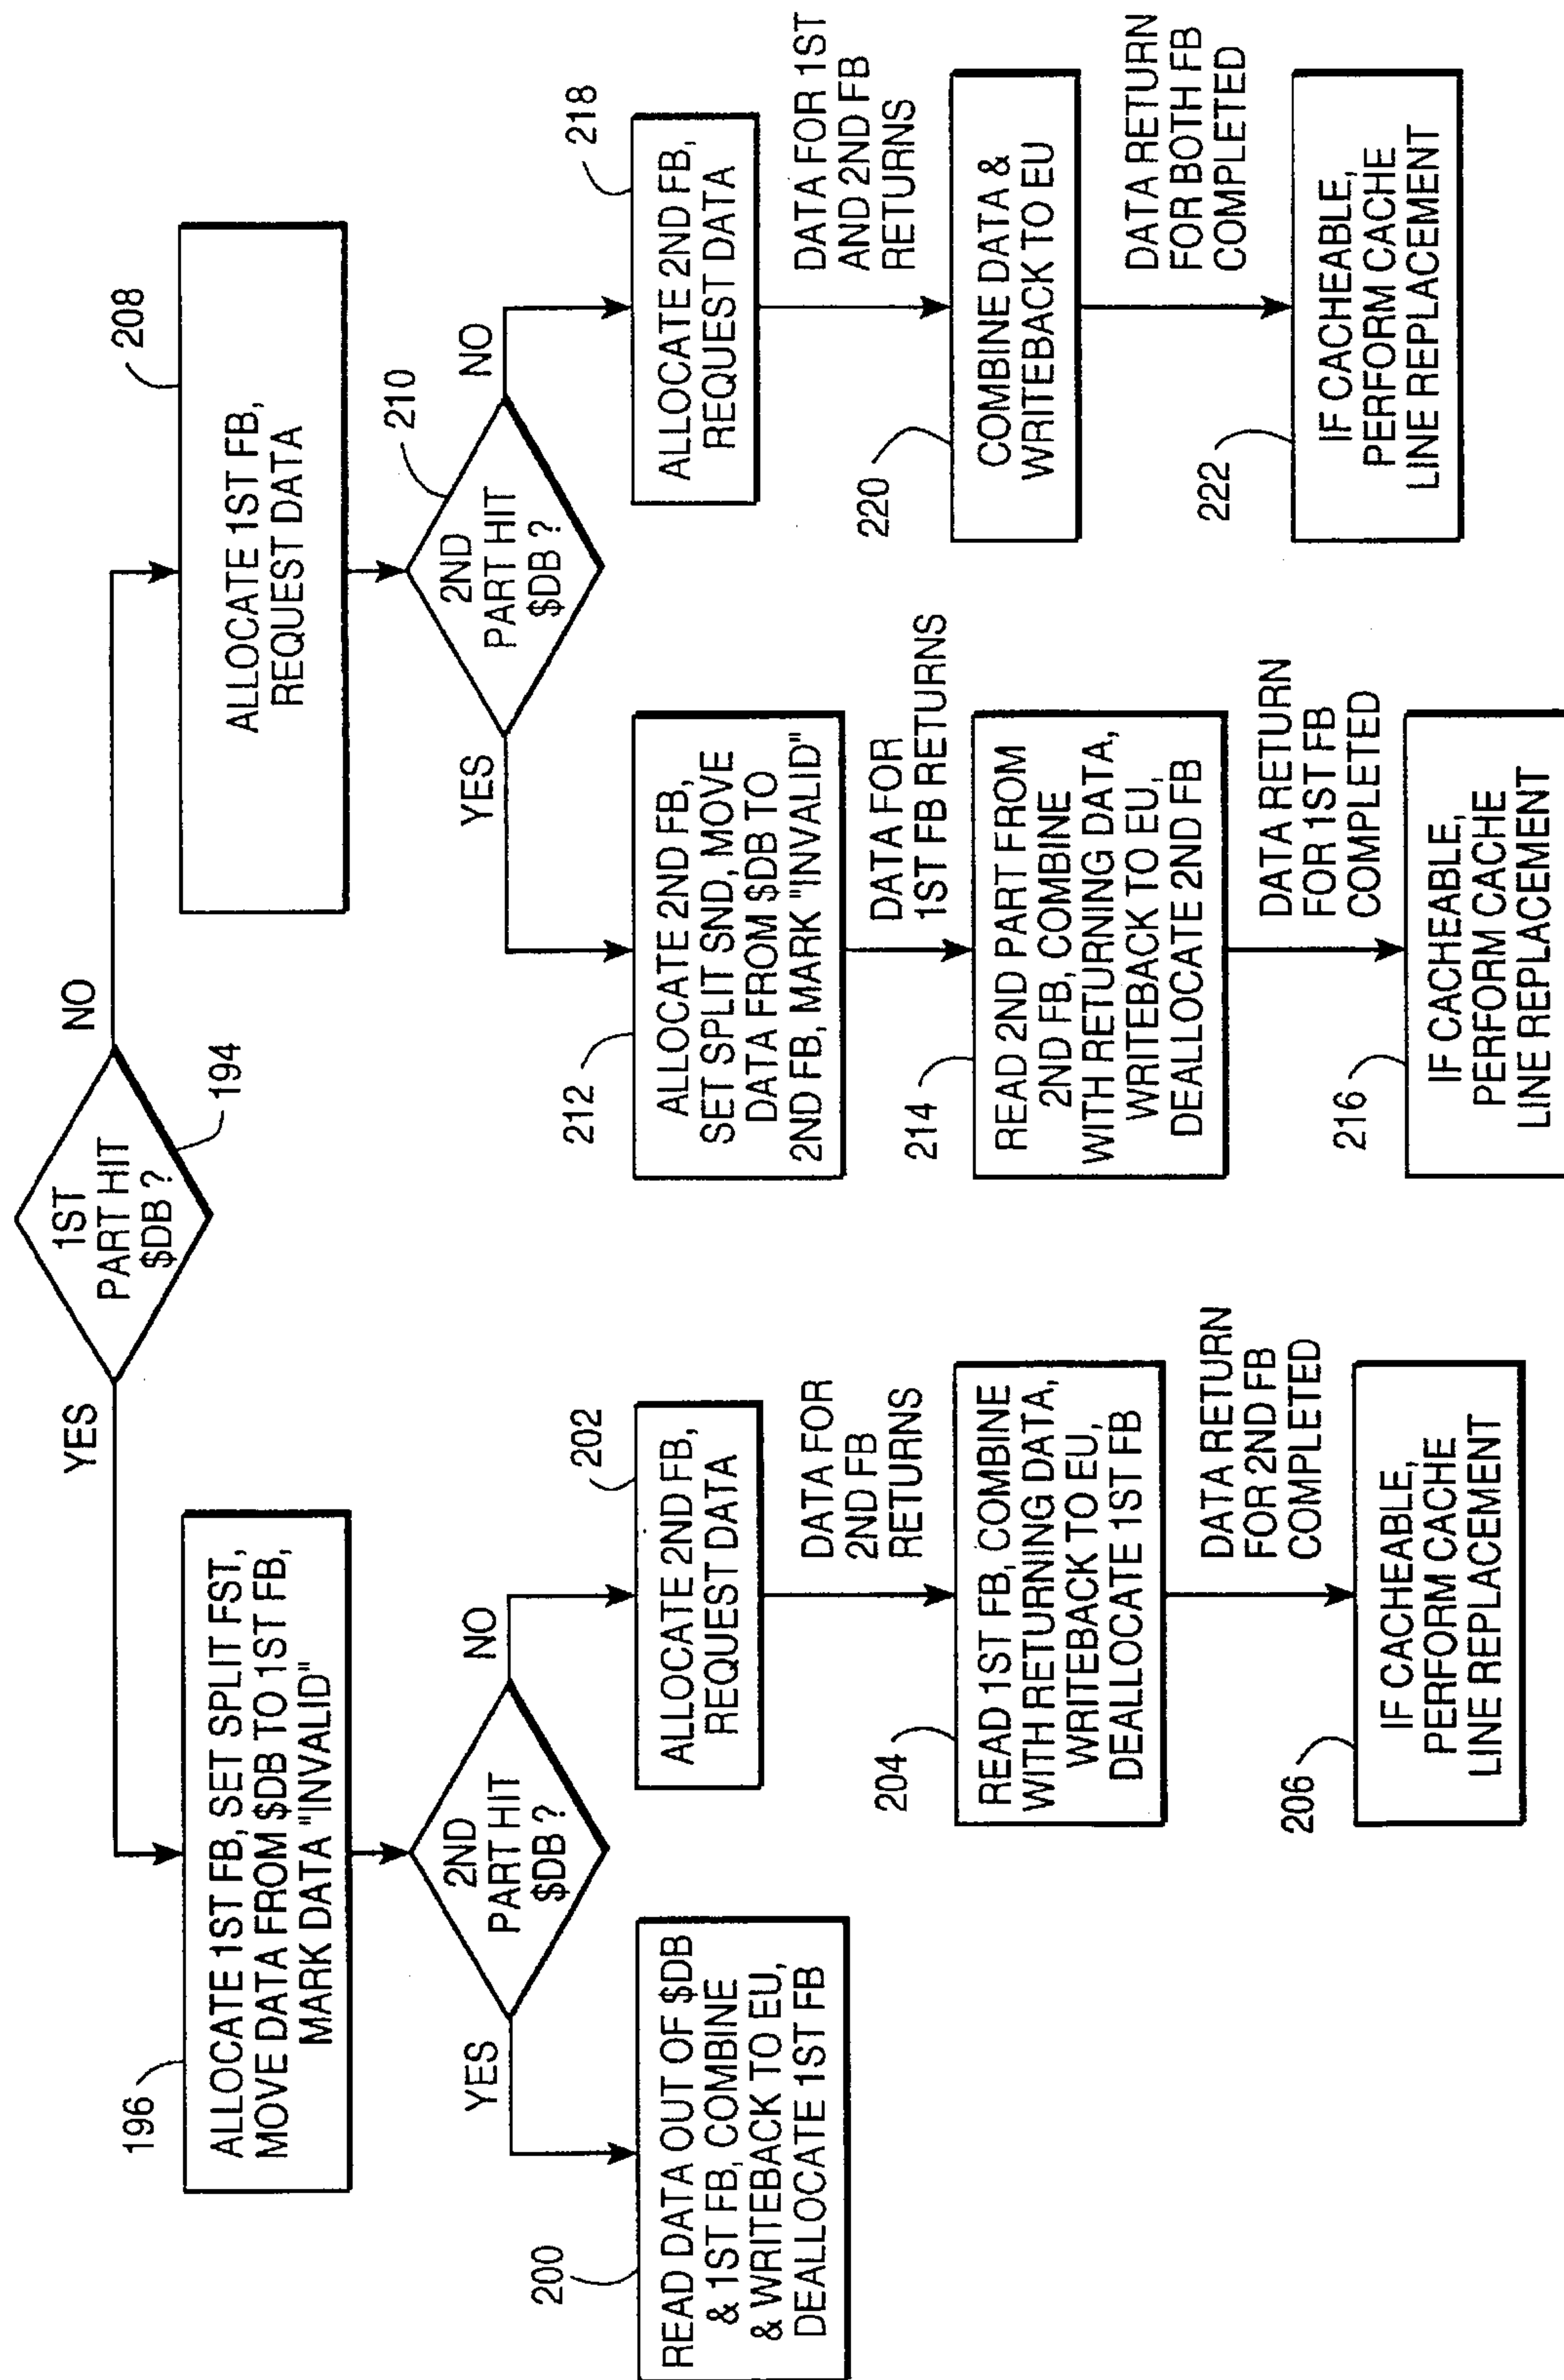 1ST
PART HIT
$DB ?
194
YES
NO
196
ALLOCATE 1ST FB, SET SPLIT FST,
MOVE DATA FROM $DB TO 1ST FB,
MARK DATA "INVALID"
2ND
PART HIT
$DB ?
YES
NO
200
READ DATA OUT OF $DB
& 1ST FB, COMBINE
& WRITEBACK TO EU,
DEALLOCATE 1ST FB
202
ALLOCATE 2ND FB,
REQUEST DATA
DATA FOR
2ND FB
RETURNS
204
READ 1ST FB, COMBINE
WITH RETURNING DATA,
WRITEBACK TO EU,
DEALLOCATE 1ST FB
DATA RETURN
FOR 2ND FB
COMPLETED
206
IF CACHEABLE,
PERFORM CACHE
LINE REPLACEMENT
208
ALLOCATE 1ST FB,
REQUEST DATA
210
2ND
PART HIT
$DB ?
YES
NO
212
ALLOCATE 2ND FB,
SET SPLIT SND, MOVE
DATA FROM $DB TO
2ND FB, MARK "INVALID"
DATA FOR
1ST FB RETURNS
214
READ 2ND PART FROM
2ND FB, COMBINE
WITH RETURNING DATA,
WRITEBACK TO EU,
DEALLOCATE 2ND FB
DATA RETURN
FOR 1ST FB
COMPLETED
216
IF CACHEABLE,
PERFORM CACHE
LINE REPLACEMENT
218
ALLOCATE 2ND FB,
REQUEST DATA
DATA FOR 1ST
AND 2ND FB
RETURNS
220
COMBINE DATA &
WRITEBACK TO EU
DATA RETURN
FOR BOTH FB
COMPLETED
222
IF CACHEABLE,
PERFORM CACHE
LINE REPLACEMENT